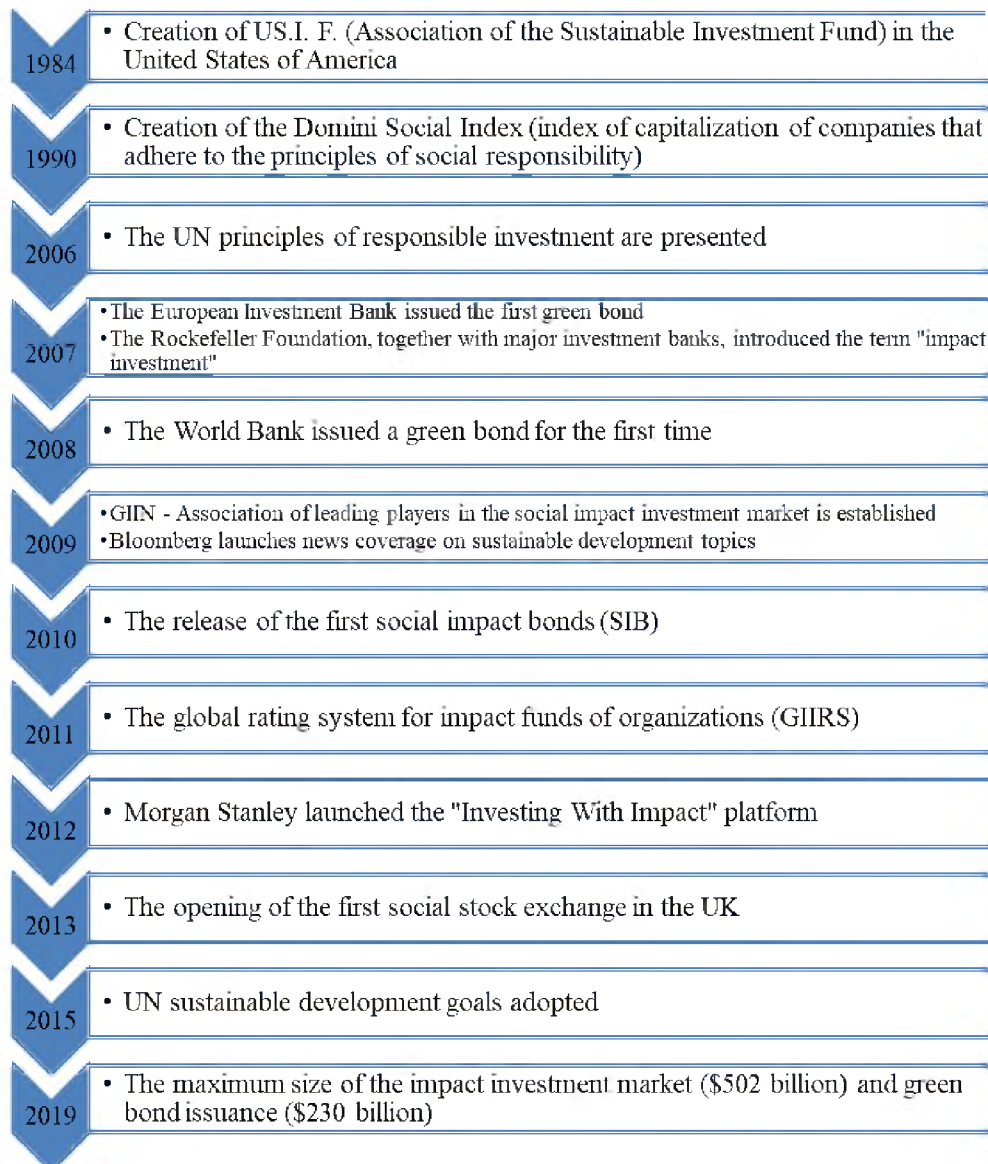 1984
• Creation of US.I. F. (Association of the Sustainable Investment Fund) in the
United States of America
1990
• Creation of the Domini Social Index (index of capitalization of companies that
adhere to the principles of social responsibility)
2006
• The UN principles of responsible investment are presented
2007
•The European Investment Bank issued the first green bond
•The Rockefeller Foundation, together with major investment banks, introduced the term "impact
investment"
2008
• The World Bank issued a green bond for the first time
2009
•GIIN - Association of leading players in the social impact investment market is established
•Bloomberg launches news coverage on sustainable development topics
2010
• The release of the first social impact bonds (SIB)
2011
• The global rating system for impact funds of organizations (GIIRS)
2012
• Morgan Stanley launched the "Investing With Impact" platform
2013
• The opening of the first social stock exchange in the UK
2015
• UN sustainable development goals adopted
2019
• The maximum size of the impact investment market ($502 billion) and green
bond issuance ($230 billion)